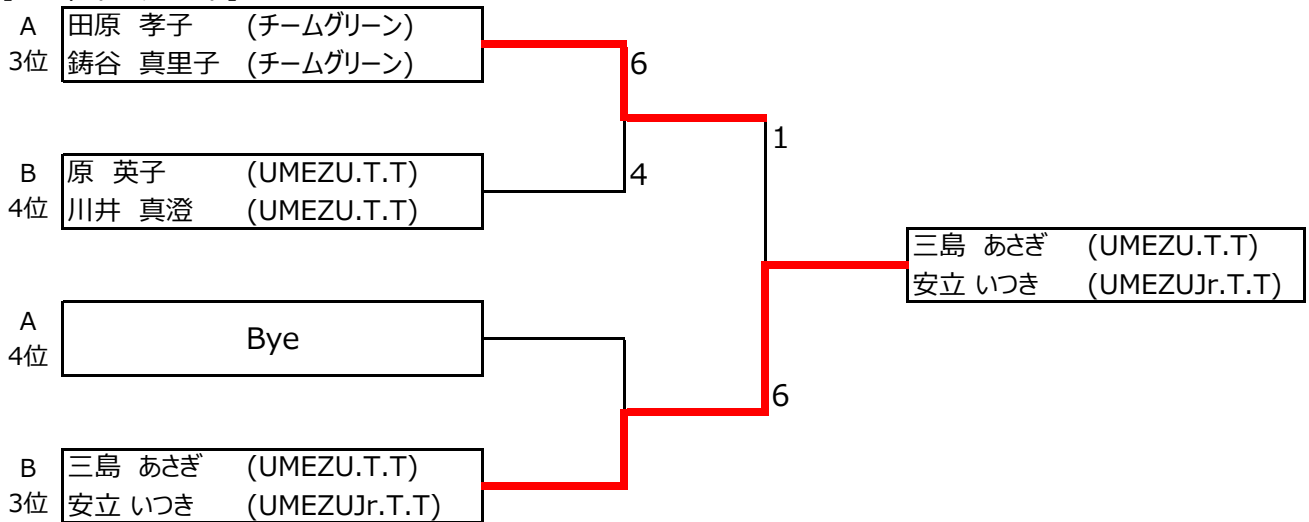 A 田原 孝子 (チームグリーン)
3位 鋳谷 真里子 (チームグリーン)
6
1
B 原 英子 (UMEZU.T.T) 4
4位 川井 真澄 (UMEZU.T.T)
三島 あさぎ (UMEZU.T.T)
安立 いつき (UMEZUJr.T.T)
A
4位 Bye
6
B 三島 あさぎ (UMEZU.T.T)
3位 安立 いつき (UMEZUJr.T.T)